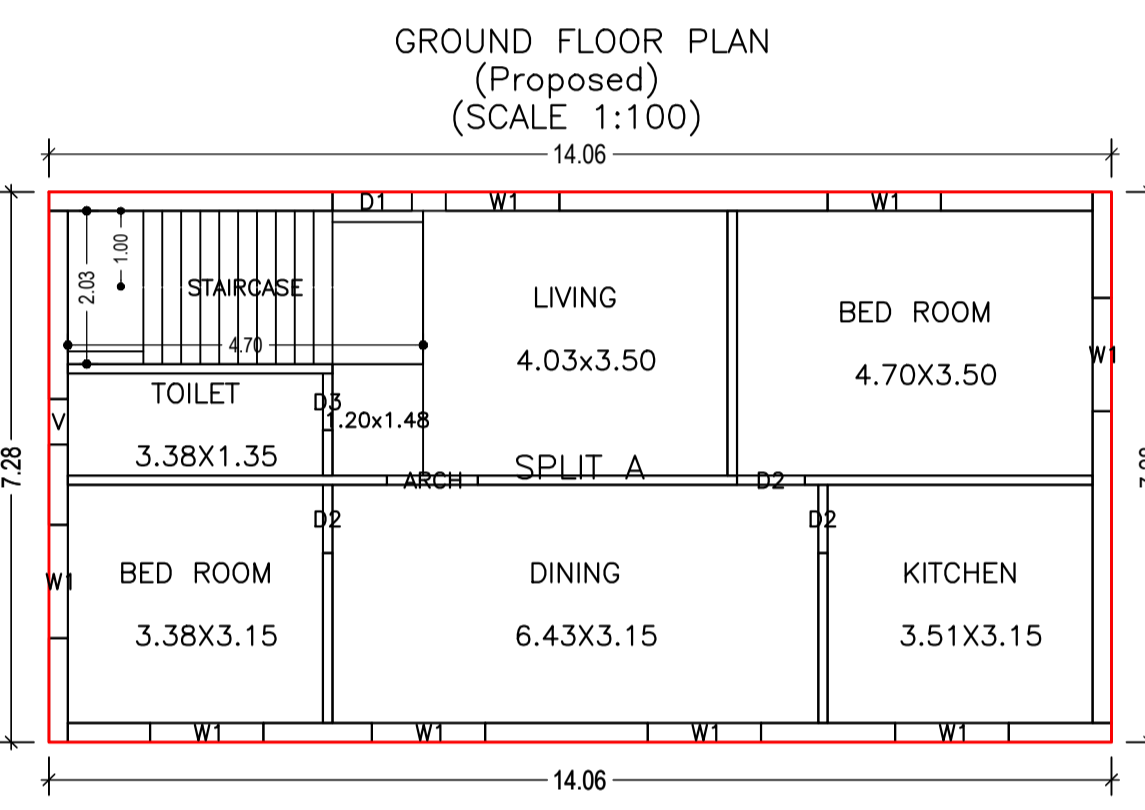 GROUND FLOOR PLAN
(Proposed)
(SCALE 1:100)
14.06
D1
W1
W1
1.00
2.03
STAIRCASE
LIVING
BED ROOM
4.70
4.03x3.50
4.70X3.50
W1
TOILET
D3
V
1.20x1.48
3.38X1.35
7.28
SPLIT A
ARCH
D2
D2
D2
BED ROOM
DINING
KITCHEN
W1
3.38X3.15
6.43X3.15
3.51X3.15
W1
W1
W1
W1
14.06